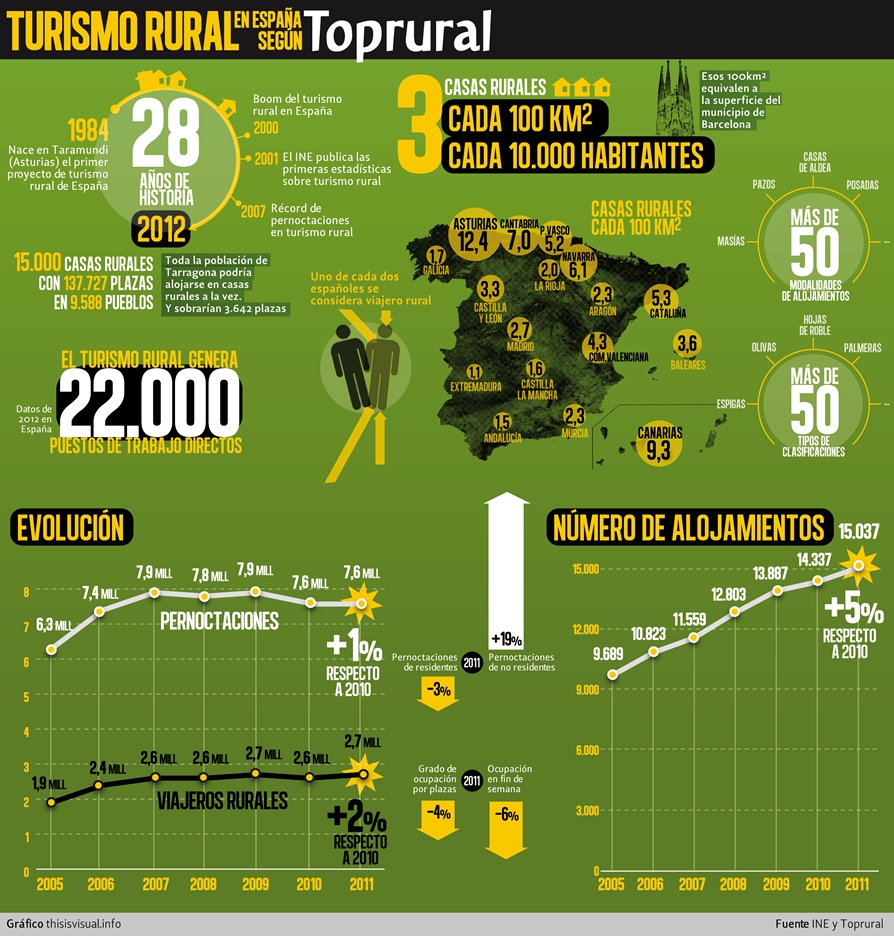 TURISMO RURAL EN ESPAÑA SEGÚN Toprural
28
AÑOS DE
HISTORIA
2012
1984
Nace en Taramundi
(Asturias) el primer
proyecto de turismo
rural de España
Boom del turismo
rural en España
2000
2001
El INE publica las
primeras estadísticas
sobre turismo rural
2007
Récord de
pernoctaciones
en turismo rural
15.000 CASAS RURALES
CON 137.727 PLAZAS
EN 9.588 PUEBLOS
Toda la población de
Tarragona podría
alojarse en casas
rurales a la vez.
Y sobrarían 3.642 plazas
3
CASAS RURALES
CADA 100 KM2
CADA 10.000 HABITANTES
Esos 100km²
equivalen a
la superficie del
municipio de
Barcelona
Uno de cada dos
españoles se
considera viajero rural
EL TURISMO RURAL GENERA
22.000
PUESTOS DE TRABAJO DIRECTOS
Datos de
2012 en
España
CASAS RURALES
CADA 100 KM2
1,7
GALICIA
ASTURIAS
12,4
CANTABRIA
7,0
P. VASCO
5,2
NAVARRA
6,1
2,0
LA RIOJA
3,3
CASTILLA
Y LEÓN
2,3
ARAGÓN
5,3
CATALUÑA
2,7
MADRID
4,3
COM. VALENCIANA
3,6
BALEARES
1,1
EXTREMADURA
1,6
CASTILLA
LA MANCHA
1,5
ANDALUCÍA
2,3
MURCIA
CANARIAS
9,3
CASAS
DE ALDEA
PAZOS
POSADAS
MASÍAS
...
MÁS DE
50
MODALIDADES
DE ALOJAMIENTOS
HOJAS
DE ROBLE
OLIVAS
PALMERAS
ESPIGAS
...
MÁS DE
50
TIPOS DE
CLASIFICACIONES
EVOLUCIÓN
8
7
6
5
4
3
2
1
0
6,3 MILL
7,4 MILL
7,9 MILL
7,8 MILL
7,9 MILL
7,6 MILL
7,6 MILL
PERNOCTACIONES
+1%
RESPECTO
A 2010
1,9 MILL
2,4 MILL
2,6 MILL
2,6 MILL
2,7 MILL
2,6 MILL
2,7 MILL
VIAJEROS RURALES
+2%
RESPECTO
A 2010
2005 2006 2007 2008 2009 2010 2011
+19%
Pernoctaciones
de residentes
2011
Pernoctaciones
de no residentes
-3%
Grado de
ocupación
por plazas
2011
Ocupación
en fin de
semana
-4%
-6%
NÚMERO DE ALOJAMIENTOS
15.000
12.000
9.000
6.000
3.000
0
9.689
10.823
11.559
12.803
13.887
14.337
15.037
+5%
RESPECTO
A 2010
2005 2006 2007 2008 2009 2010 2011
Gráfico thisisvisual.info
Fuente INE y Toprural